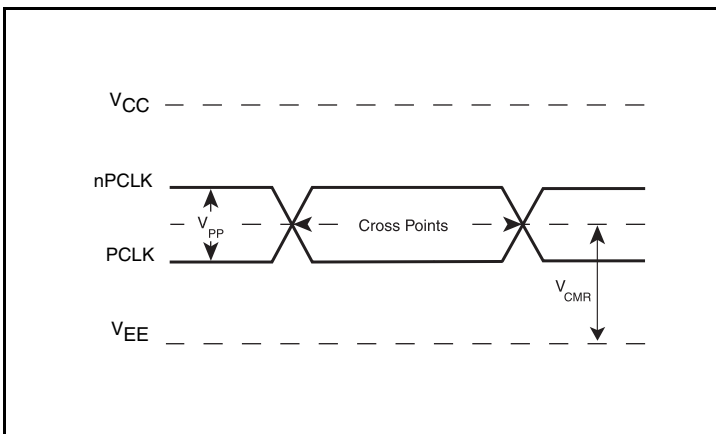 VCC
nPCLK
VPP
Cross Points
PCLK
VCMR
VEE